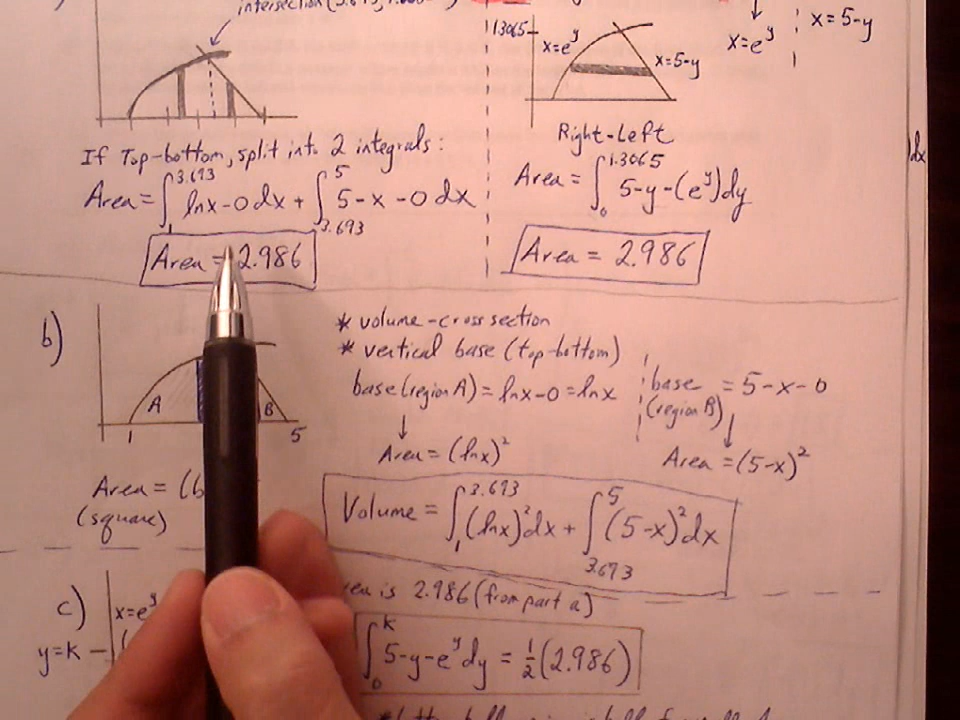 intersection (3.693,
1.3065
x=e^y
x=5-y
x=e^y
x=5-y
If Top-bottom, split into 2 integrals:
Area = ∫_1^3.693 lnx-0 dx + ∫_3.693^5 5-x-0 dx
Area = 2.986
Right-Left
Area = ∫_0^1.3065 5-y-(e^y) dy
Area = 2.986
)dx
b)
A
B
1
5
Area = (b
(square)
* volume-cross section
* vertical base (top-bottom)
base (region A) = lnx-0 = lnx
Area = (lnx)^2
base (region B) = 5-x-0
Area = (5-x)^2
Volume = ∫_1^3.693 (lnx)^2 dx + ∫_3.693^5 (5-x)^2 dx
c)
x=e^y
y=k
rea is 2.986 (from part a)
∫_0^k 5-y-e^y dy = 1/2(2.986)